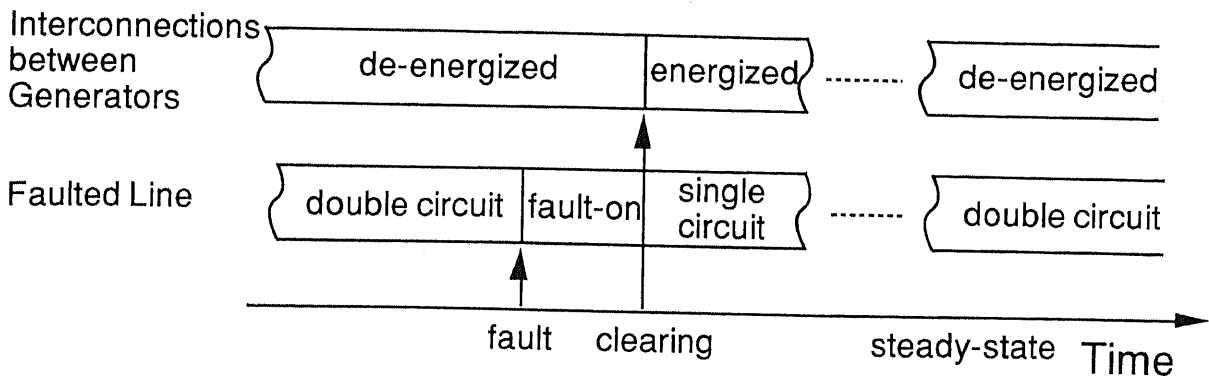 Interconnections
between
Generators
de-energized
energized
de-energized
Faulted Line
double circuit
fault-on
single
circuit
double circuit
fault
clearing
steady-state
Time